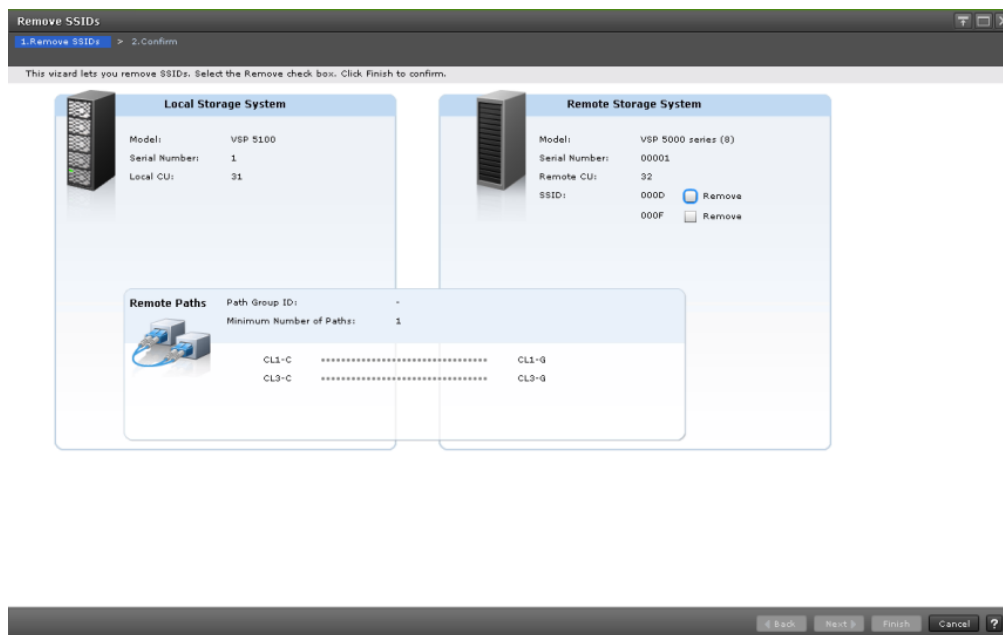 Remove SSIDs
1.Remove SSIDs > 2.Confirm
This wizard lets you remove SSIDs. Select the Remove check box. Click Finish to confirm.
Local Storage System
Model: VSP 5100
Serial Number: 1
Local CU: 31
Remote Storage System
Model: VSP 5000 series (8)
Serial Number: 00001
Remote CU: 32
SSID: 000D Remove
000F Remove
Remote Paths
Path Group ID: -
Minimum Number of Paths: 1
CL1-C CL1-G
CL3-C CL3-G
Back Next Finish Cancel ?